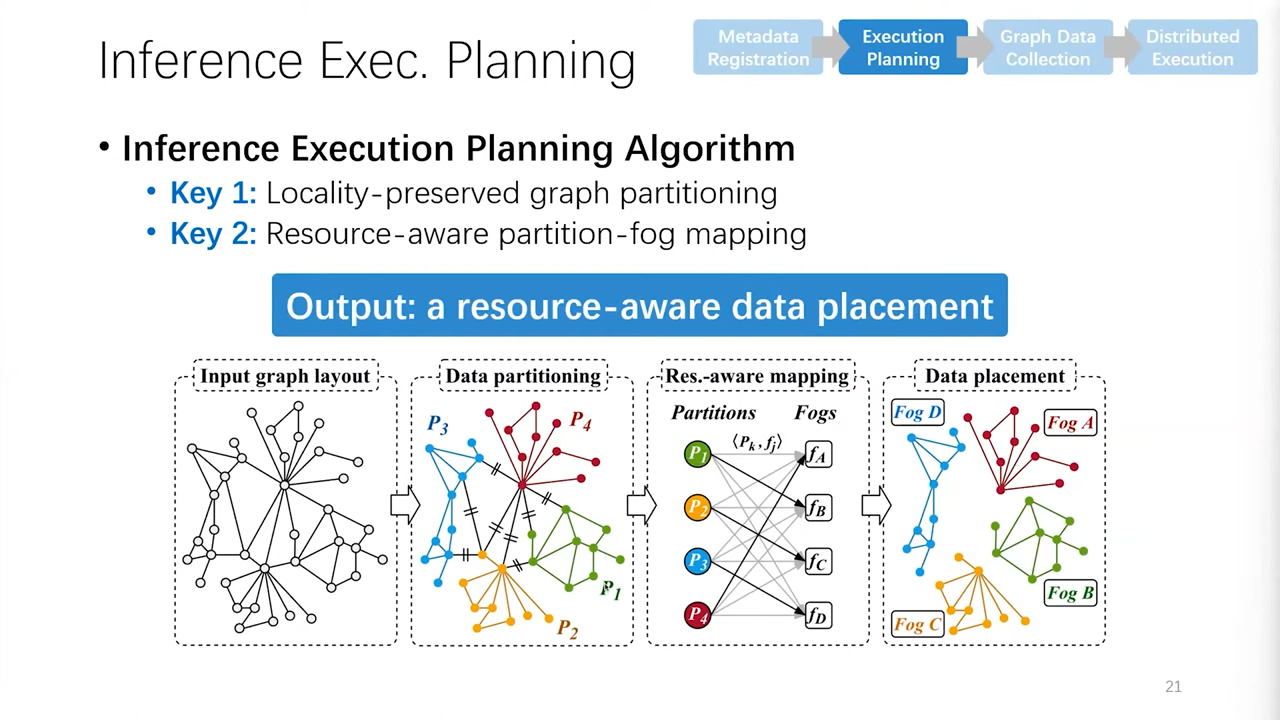 Inference Exec. Planning
Metadata
Registration
Execution
Planning
Graph Data
Collection
Distributed
Execution
• Inference Execution Planning Algorithm
• Key 1: Locality-preserved graph partitioning
• Key 2: Resource-aware partition-fog mapping
Output: a resource-aware data placement
Input graph layout
Data partitioning
P3
P4
P1
P2
Res.-aware mapping
Partitions Fogs
⟨Pk, fj⟩
P1 fA
P2 fB
P3 fC
P4 fD
Data placement
Fog D
Fog A
Fog B
Fog C
21